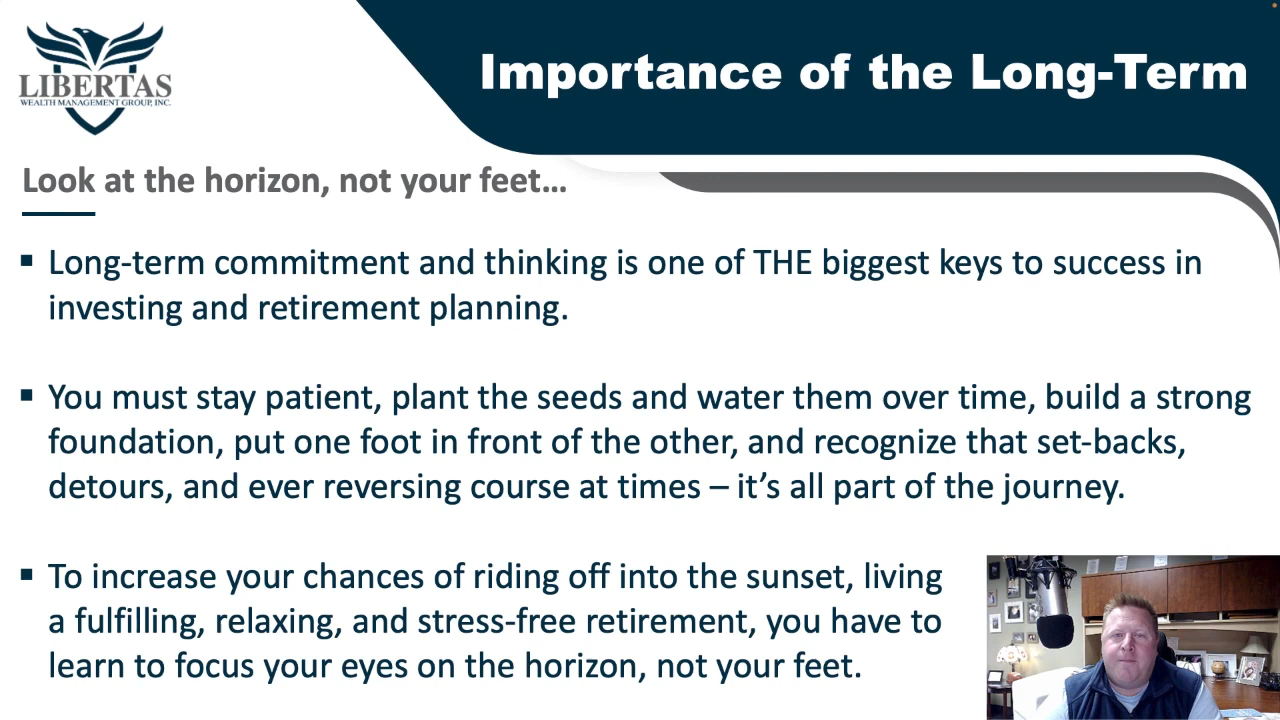 LIBERTAS
WEALTH MANAGEMENT GROUP, INC.
Importance of the Long-Term
Look at the horizon, not your feet…
▪ Long-term commitment and thinking is one of THE biggest keys to success in
investing and retirement planning.
▪ You must stay patient, plant the seeds and water them over time, build a strong
foundation, put one foot in front of the other, and recognize that set-backs,
detours, and ever reversing course at times – it’s all part of the journey.
▪ To increase your chances of riding off into the sunset, living
a fulfilling, relaxing, and stress-free retirement, you have to
learn to focus your eyes on the horizon, not your feet.